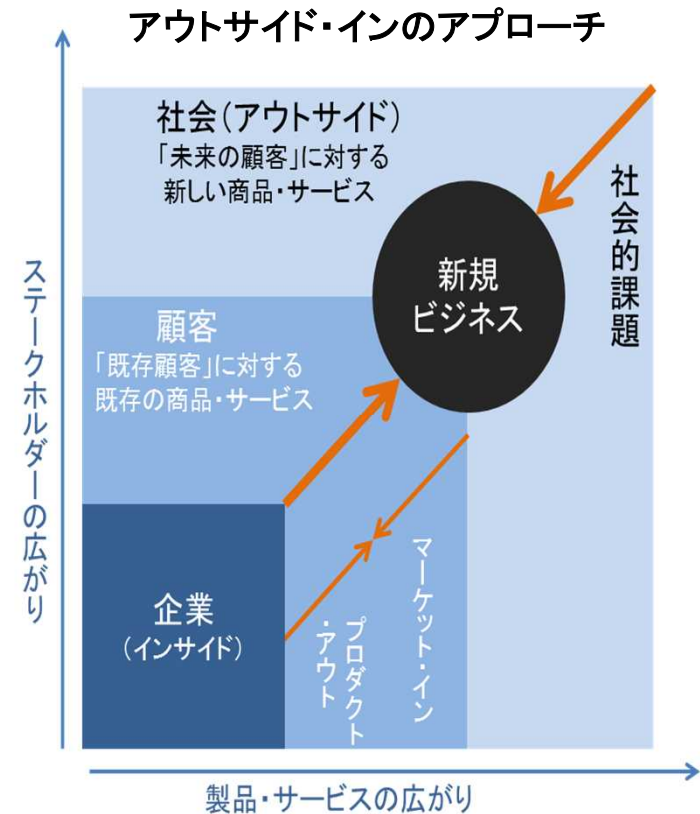 アウトサイド・インのアプローチ
社会(アウトサイド)
「未来の顧客」に対する
新しい商品・サービス
社会的課題
新規
ビジネス
顧客
「既存顧客」に対する
既存の商品・サービス
ステークホルダーの広がり
企業
(インサイド)
プロダクト
・アウト
マーケット・イン
製品・サービスの広がり